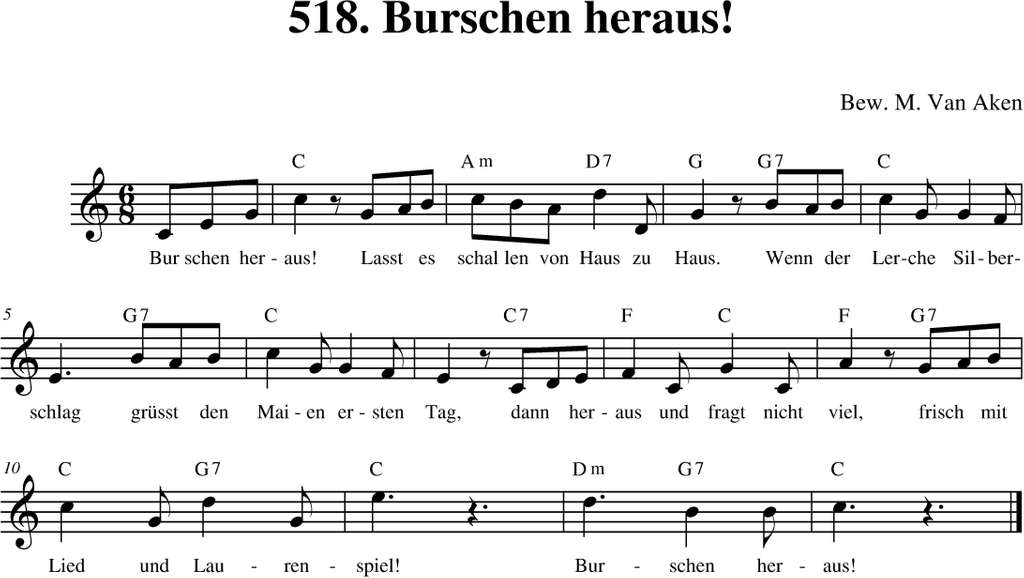 518. Burschen heraus!
Bew. M. Van Aken
C Am D7 G G7 C
6
8
Bur schen her - aus! Lasst es schal len von Haus zu Haus. Wenn der Ler-che Sil-ber-
5 G7 C C7 F C F G7
schlag grüsst den Mai - en er - sten Tag, dann her - aus und fragt nicht viel, frisch mit
10 C G7 C Dm G7 C
Lied und Lau - ren - spiel! Bur - schen her - aus!